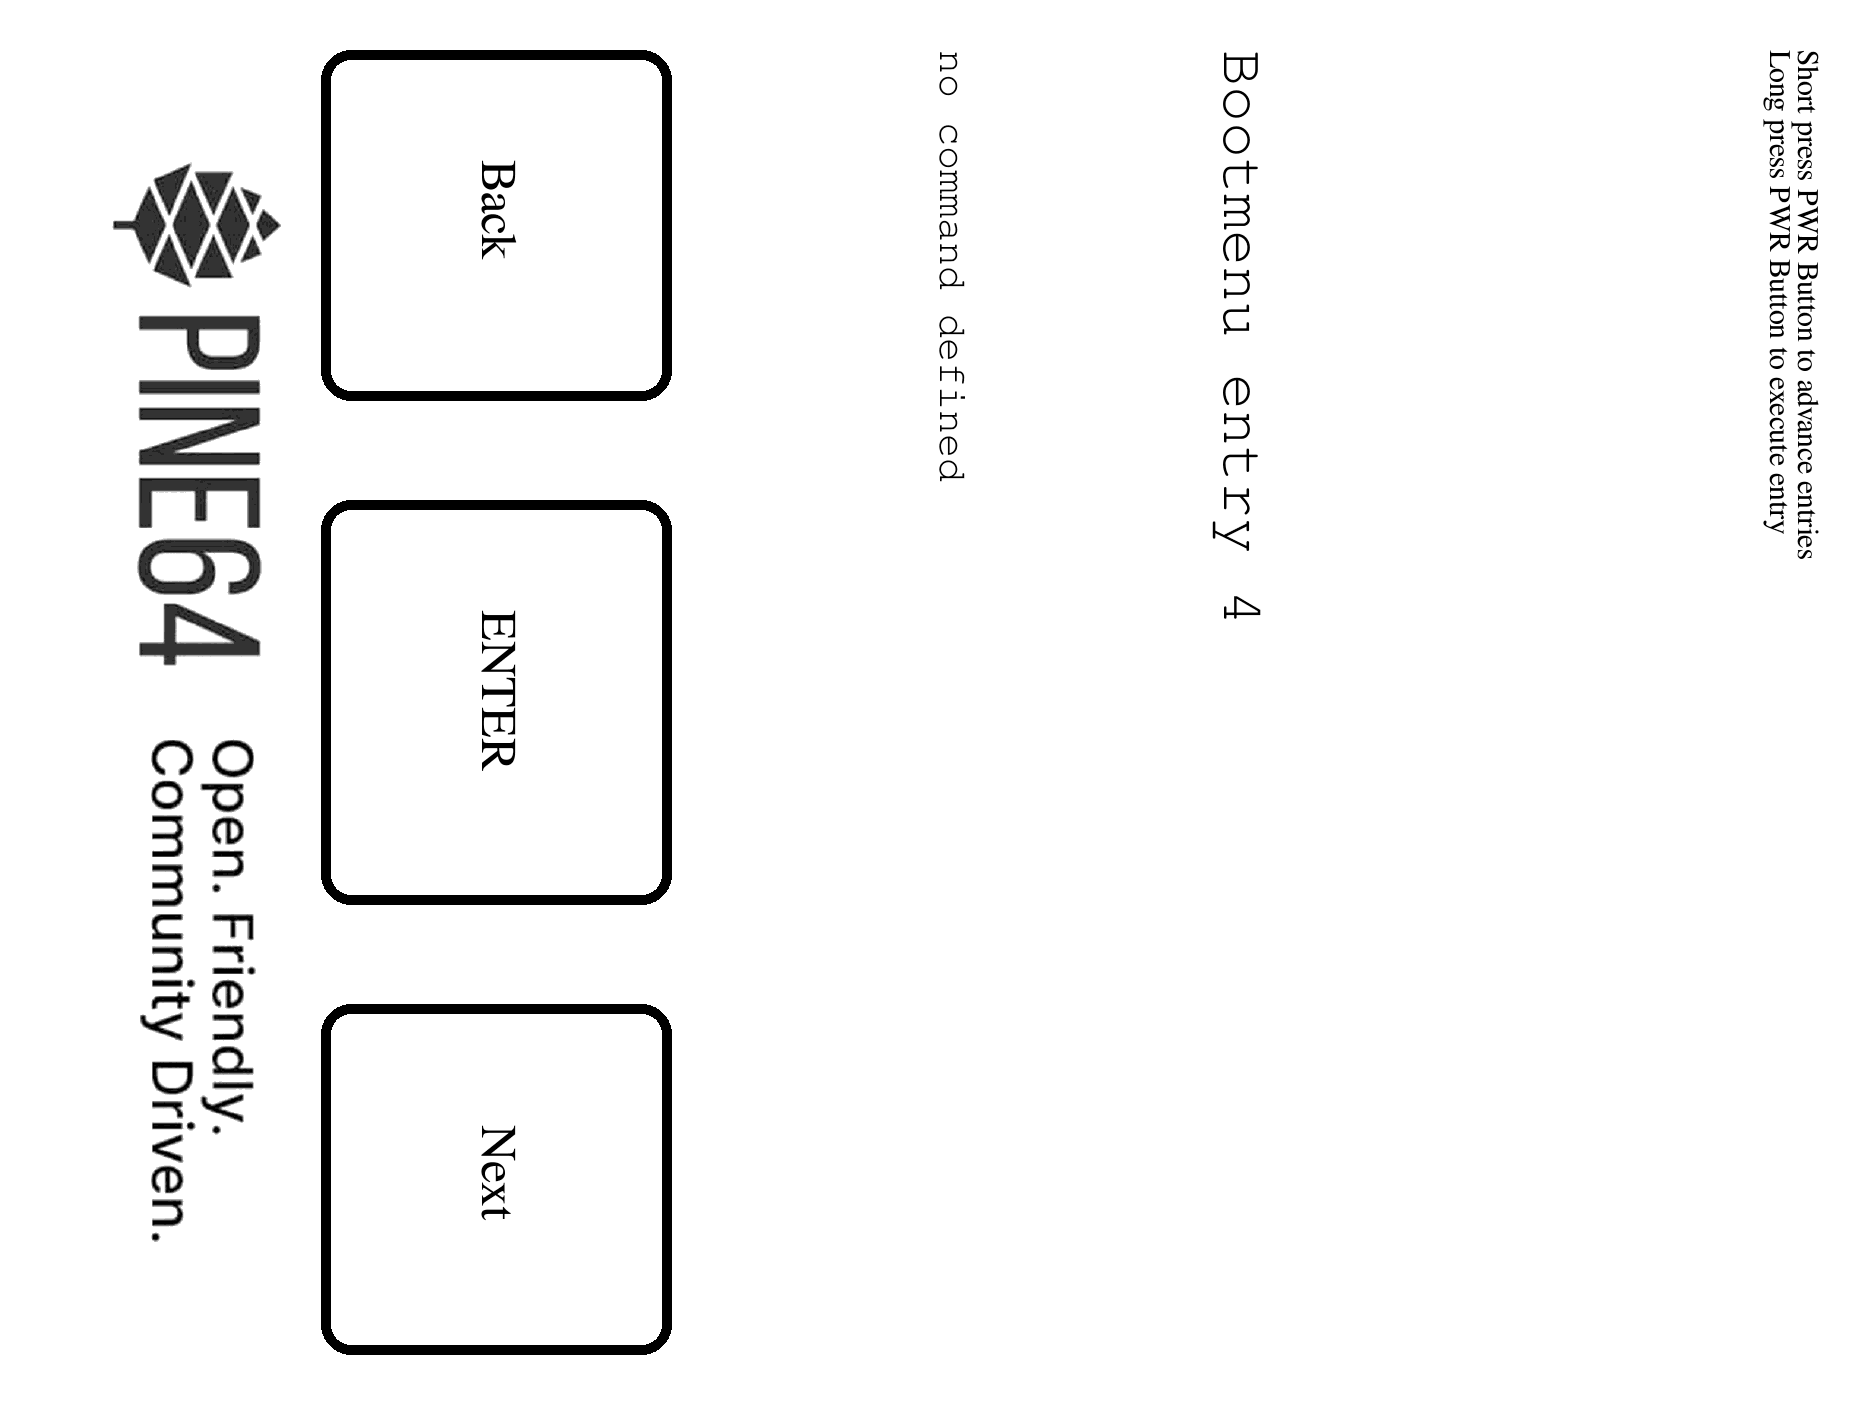 Short press PWR Button to advance entries
Long press PWR Button to execute entry
Bootmenu entry 4
no command defined
Back
ENTER
Next
PINE64
Open. Friendly.
Community Driven.